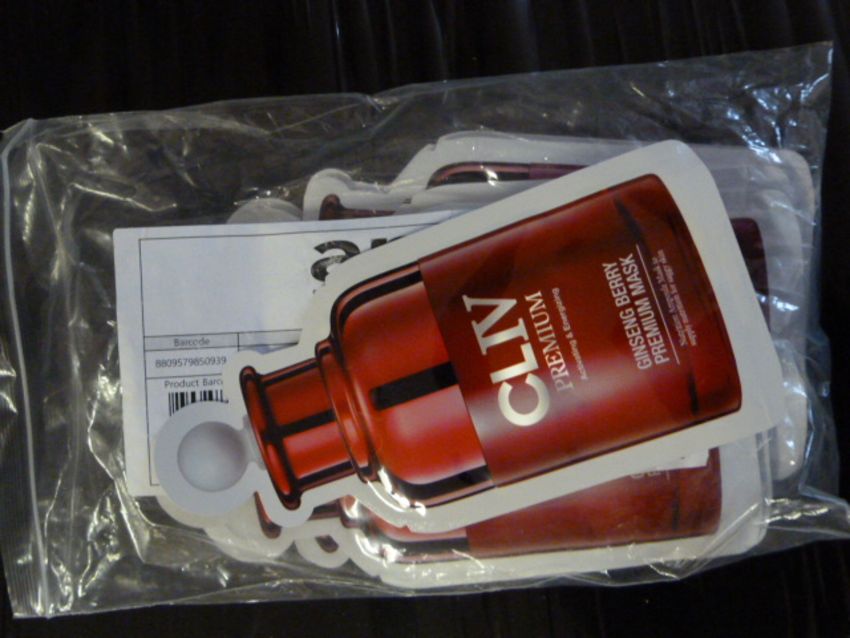 Barcode
8809579850939
Product Barc
CLIV
PREMIUM
Activating & Energizing
GINSENG BERRY
PREMIUM MASK